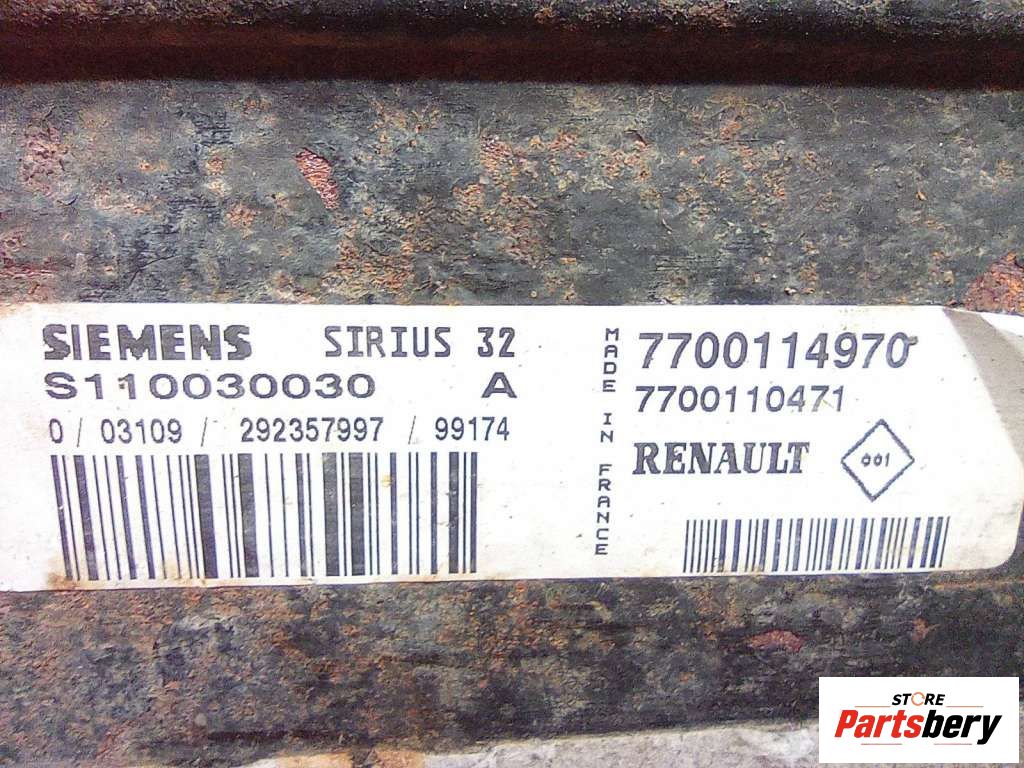 SIEMENS SIRIUS 32
S110030030 A
0 / 03109 / 292357997 / 99174
MADE IN FRANCE
7700114970
7700110471
RENAULT 001
STORE
Partsbery